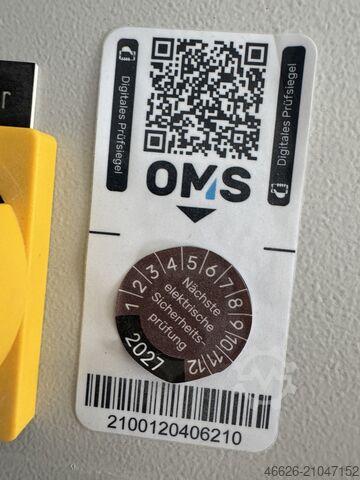 Digitales Prüfsiegel
Digitales Prüfsiegel
OMS
1 2 3 4 5 6 7 8 9 10 11 12
Nächste
elektrische
Sicherheits-
prüfung
2027
2100120406210
46626-21047152